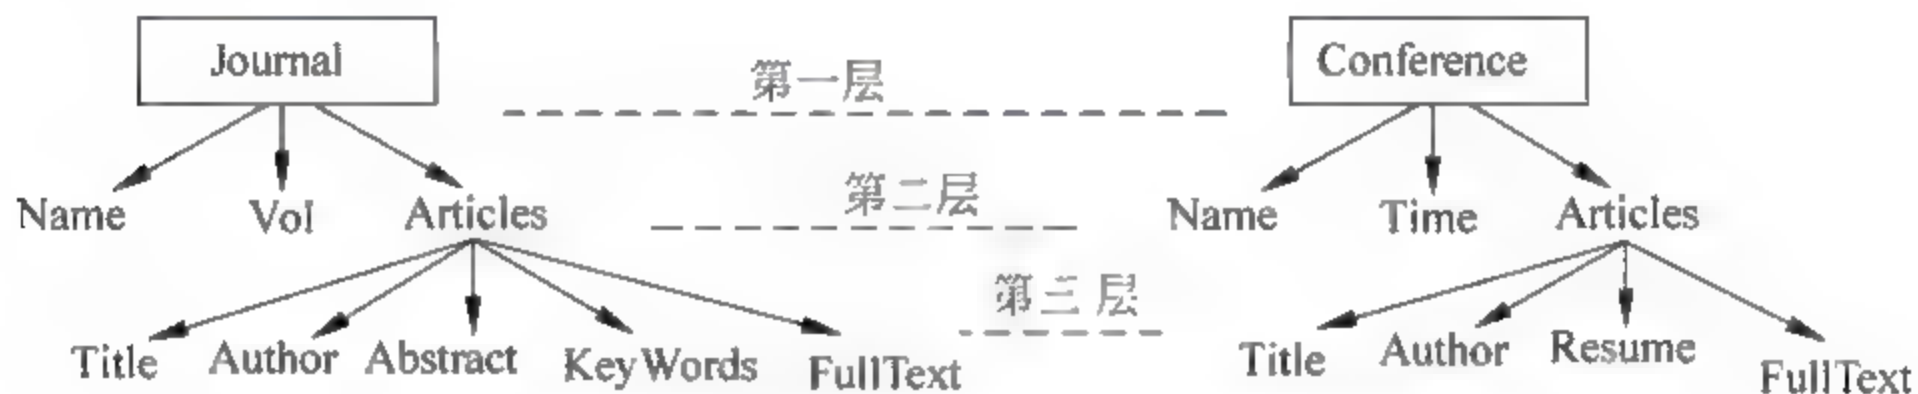 Journal
第一层
Conference
Name Vol Articles
第二层
Name Time Articles
第三层
Title Author Abstract KeyWords FullText
Title Author Resume FullText